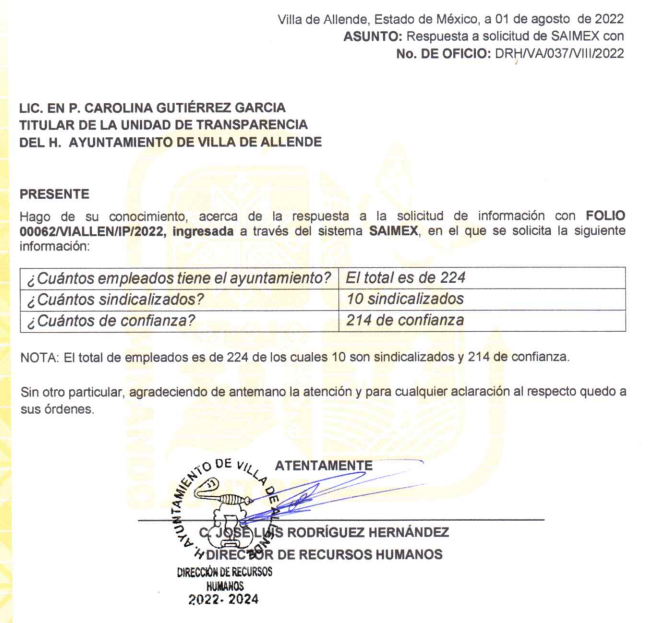 Villa de Allende, Estado de México, a 01 de agosto de 2022
ASUNTO: Respuesta a solicitud de SAIMEX con
No. DE OFICIO: DRH/VA/037/VIII/2022
LIC. EN P. CAROLINA GUTIÉRREZ GARCIA
TITULAR DE LA UNIDAD DE TRANSPARENCIA
DEL H. AYUNTAMIENTO DE VILLA DE ALLENDE
PRESENTE
Hago de su conocimiento, acerca de la respuesta a la solicitud de información con FOLIO
00062/VIALLEN/IP/2022, ingresada a través del sistema SAIMEX, en el que se solicita la siguiente
información:
¿Cuántos empleados tiene el ayuntamiento? El total es de 224
¿Cuántos sindicalizados? 10 sindicalizados
¿Cuántos de confianza? 214 de confianza
NOTA: El total de empleados es de 224 de los cuales 10 son sindicalizados y 214 de confianza.
Sin otro particular, agradeciendo de antemano la atención y para cualquier aclaración al respecto quedo a
sus órdenes.
ATENTAMENTE
H. AYUNTAMIENTO DE VILLA DE ALLENDE
C. JOSE LUIS RODRÍGUEZ HERNÁNDEZ
DIRECTOR DE RECURSOS HUMANOS
DIRECCIÓN DE RECURSOS
HUMANOS
2022- 2024